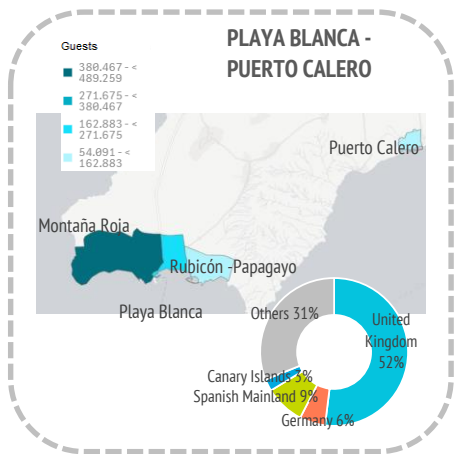 PLAYA BLANCA -
PUERTO CALERO
Guests
380.467 - <
489.259
271.675 - <
380.467
162.883 - <
271.675
54.091 - <
162.883
Puerto Calero
Montaña Roja
Rubicón -Papagayo
Playa Blanca
Others 31%
United
Kingdom
52%
Canary Islands 3%
Spanish Mainland 9%
Germany 6%